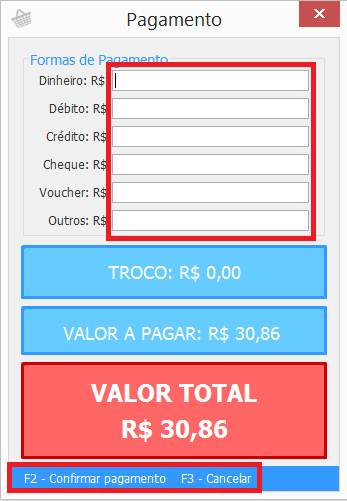 Pagamento
Formas de Pagamento
Dinheiro: R$
Débito: R$
Crédito: R$
Cheque: R$
Voucher: R$
Outros: R$
TROCO: R$ 0,00
VALOR A PAGAR: R$ 30,86
VALOR TOTAL
R$ 30,86
F2 - Confirmar pagamento F3 - Cancelar